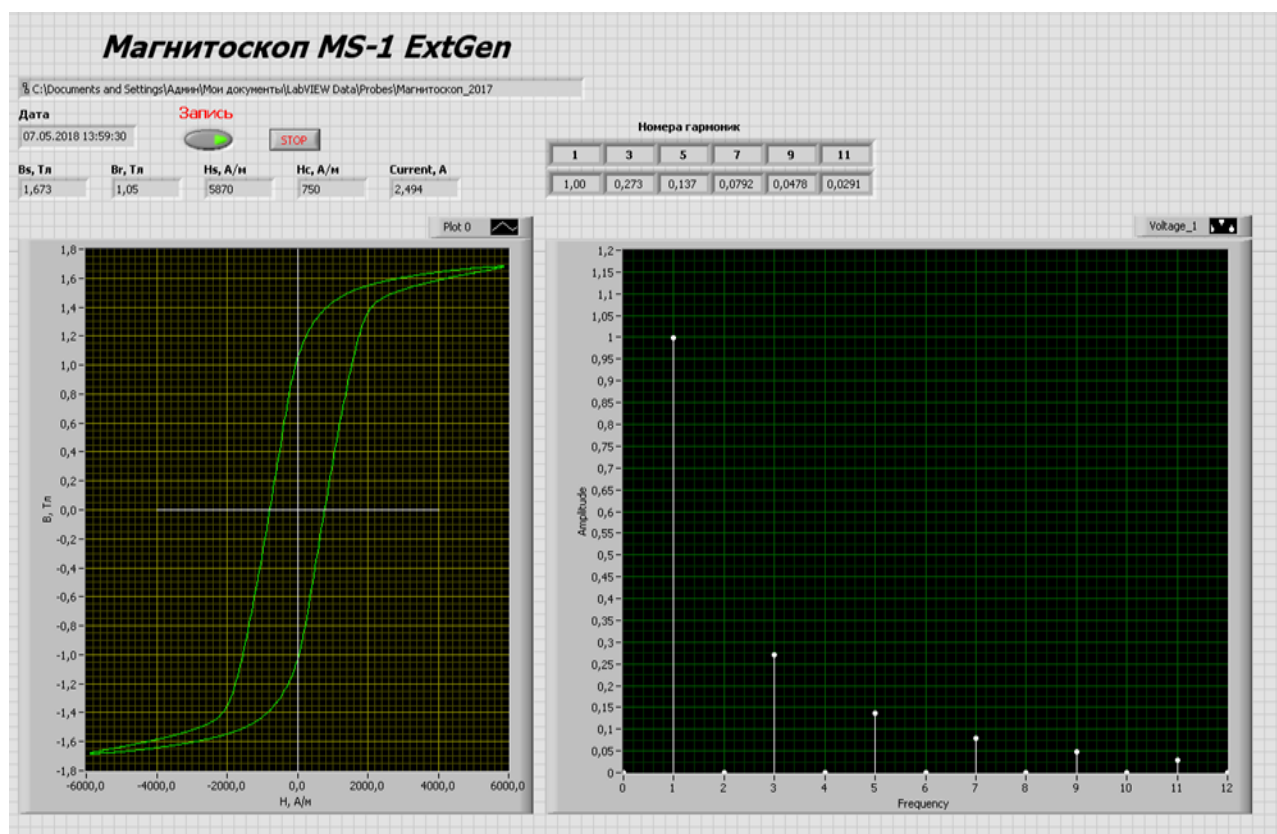 Магнитоскоп MS-1 ExtGen
C:\Documents and Settings\Админ\Мои документы\LabVIEW Data\Probes\Магнитоскоп_2017
Дата
Запись
07.05.2018 13:59:30
STOP
Bs, Тл Br, Тл Hs, А/м Hc, А/м Current, A
1,673 1,05 5870 750 2,494
Номера гармоник
1 3 5 7 9 11
1,00 0,273 0,137 0,0792 0,0478 0,0291
Plot 0
1,8
1,6
1,4
1,2
1,0
0,8
0,6
0,4
0,2
0,0
-0,2
-0,4
-0,6
-0,8
-1,0
-1,2
-1,4
-1,6
-1,8
B, Тл
-6000,0 -4000,0 -2000,0 0,0 2000,0 4000,0 6000,0
H, А/м
Voltage_1
1,2
1,15
1,1
1,05
1
0,95
0,9
0,85
0,8
0,75
0,7
0,65
0,6
0,55
0,5
0,45
0,4
0,35
0,3
0,25
0,2
0,15
0,1
0,05
0
Amplitude
0 1 2 3 4 5 6 7 8 9 10 11 12
Frequency